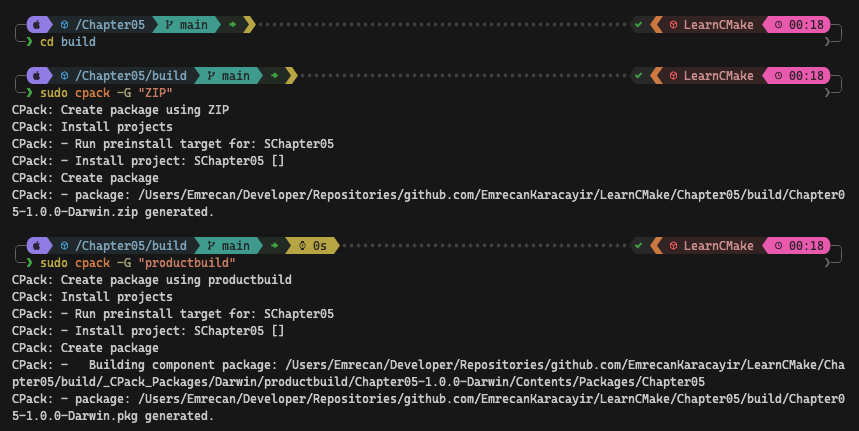 /Chapter05 main LearnCMake 00:18
❯ cd build
/Chapter05/build main LearnCMake 00:18
❯ sudo cpack -G "ZIP"
CPack: Create package using ZIP
CPack: Install projects
CPack: - Run preinstall target for: SChapter05
CPack: - Install project: SChapter05 []
CPack: Create package
CPack: - package: /Users/Emrecan/Developer/Repositories/github.com/EmrecanKaracayir/LearnCMake/Chapter05/build/Chapter0
5-1.0.0-Darwin.zip generated.
/Chapter05/build main 0s LearnCMake 00:18
❯ sudo cpack -G "productbuild"
CPack: Create package using productbuild
CPack: Install projects
CPack: - Run preinstall target for: SChapter05
CPack: - Install project: SChapter05 []
CPack: Create package
CPack: -   Building component package: /Users/Emrecan/Developer/Repositories/github.com/EmrecanKaracayir/LearnCMake/Cha
pter05/build/_CPack_Packages/Darwin/productbuild/Chapter05-1.0.0-Darwin/Contents/Packages/Chapter05
CPack: - package: /Users/Emrecan/Developer/Repositories/github.com/EmrecanKaracayir/LearnCMake/Chapter05/build/Chapter0
5-1.0.0-Darwin.pkg generated.